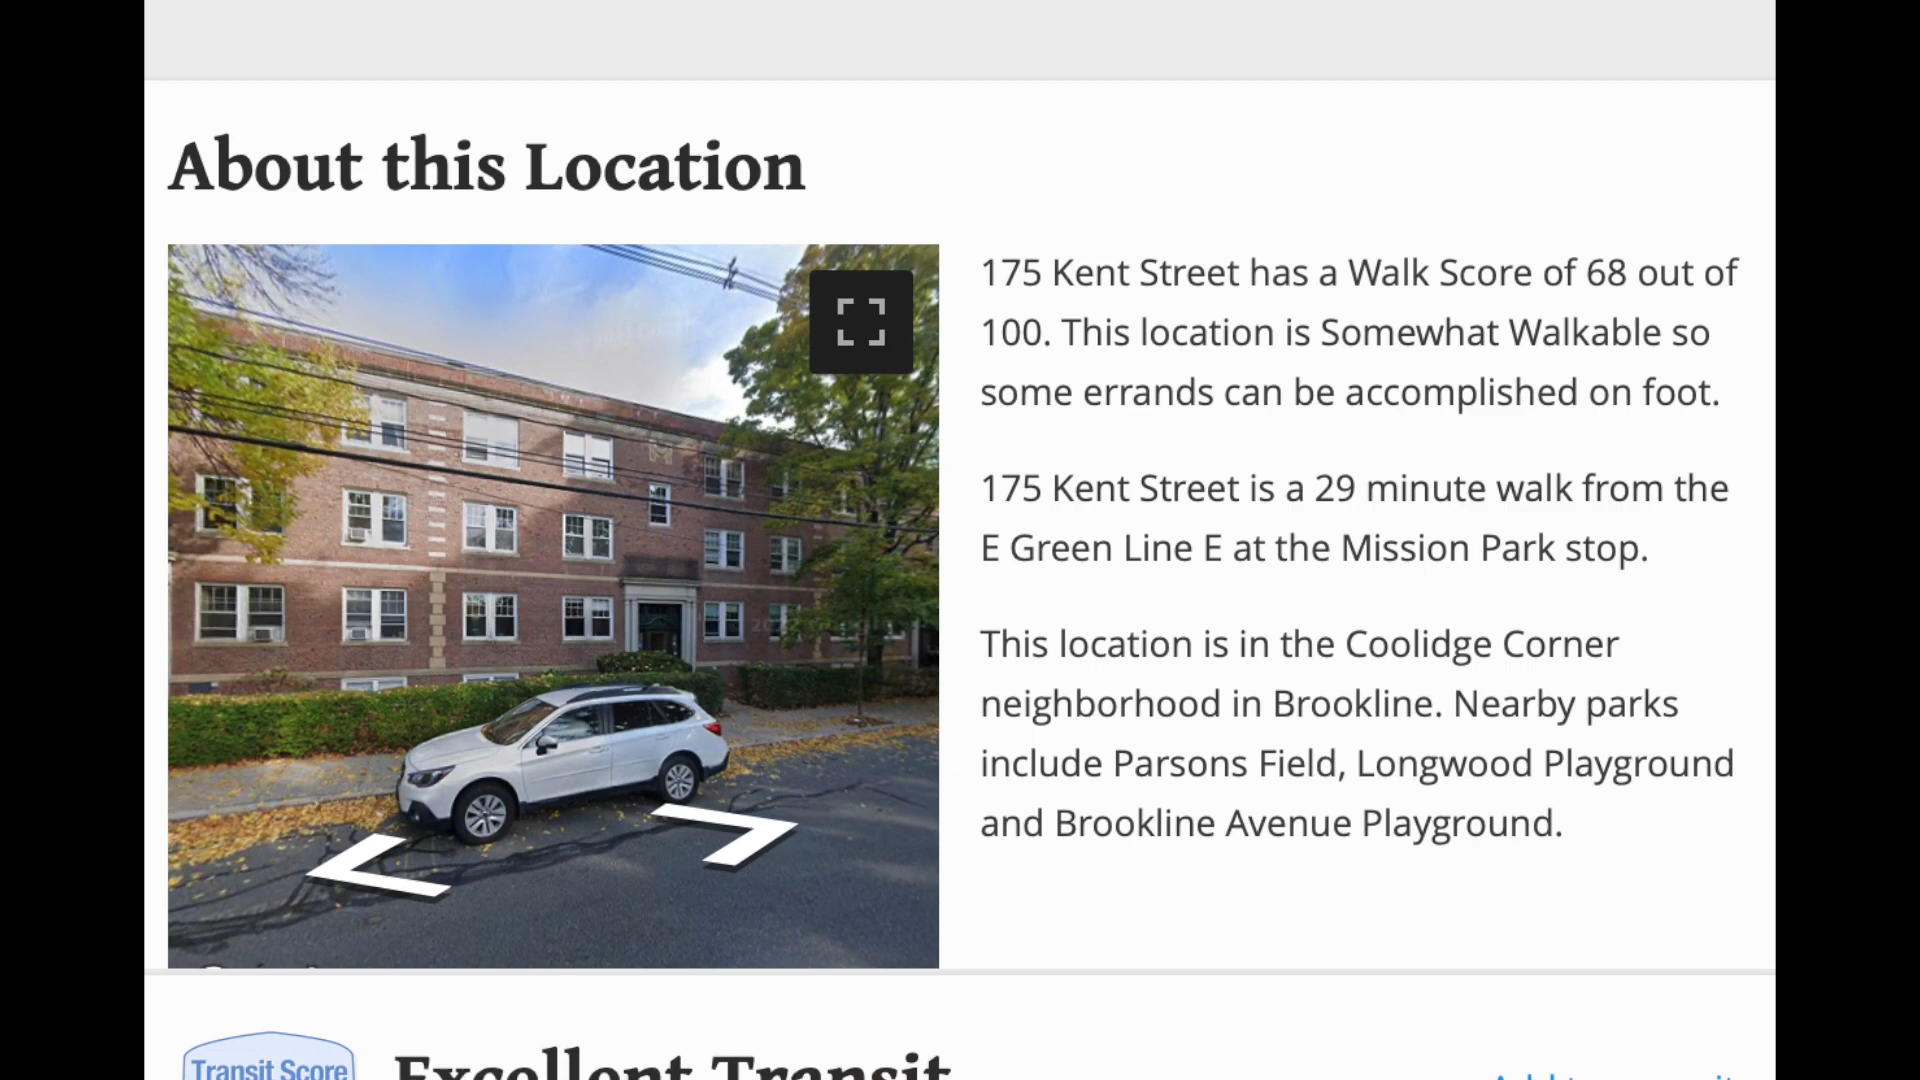 About this Location
175 Kent Street has a Walk Score of 68 out of
100. This location is Somewhat Walkable so
some errands can be accomplished on foot.
175 Kent Street is a 29 minute walk from the
E Green Line E at the Mission Park stop.
This location is in the Coolidge Corner
neighborhood in Brookline. Nearby parks
include Parsons Field, Longwood Playground
and Brookline Avenue Playground.
Transit Score
Excellent Transit